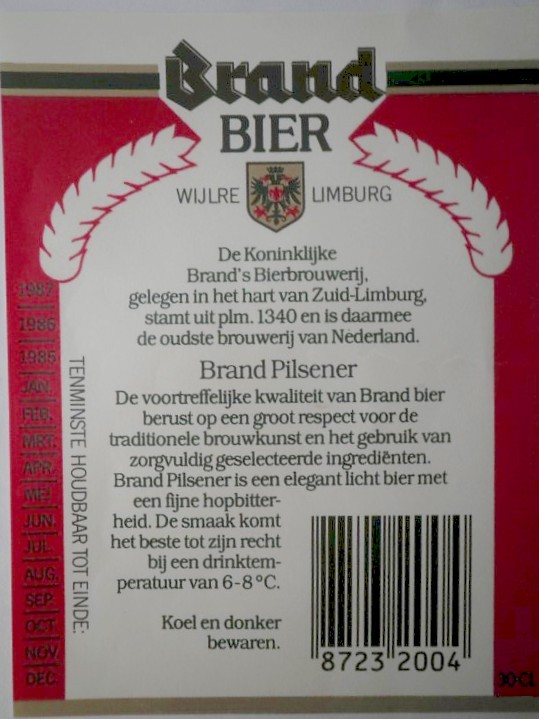 Brand
BIER
WIJLRE LIMBURG
De Koninklijke
Brand's Bierbrouwerij,
gelegen in het hart van Zuid-Limburg,
stamt uit plm. 1340 en is daarmee
de oudste brouwerij van Nederland.
Brand Pilsener
De voortreffelijke kwaliteit van Brand bier
berust op een groot respect voor de
traditionele brouwkunst en het gebruik van
zorgvuldig geselecteerde ingrediënten.
Brand Pilsener is een elegant licht bier met
een fijne hopbitter-
heid. De smaak komt
het beste tot zijn recht
bij een drinktem-
peratuur van 6-8 °C.
Koel en donker
bewaren.
8723 2004
30 CL
TENMINSTE HOUDBAAR TOT EINDE:
1987
1986
1985
JAN.
FEB.
MRT.
APR.
MEI
JUN.
JUL.
AUG.
SEP.
OCT.
NOV.
DEC.